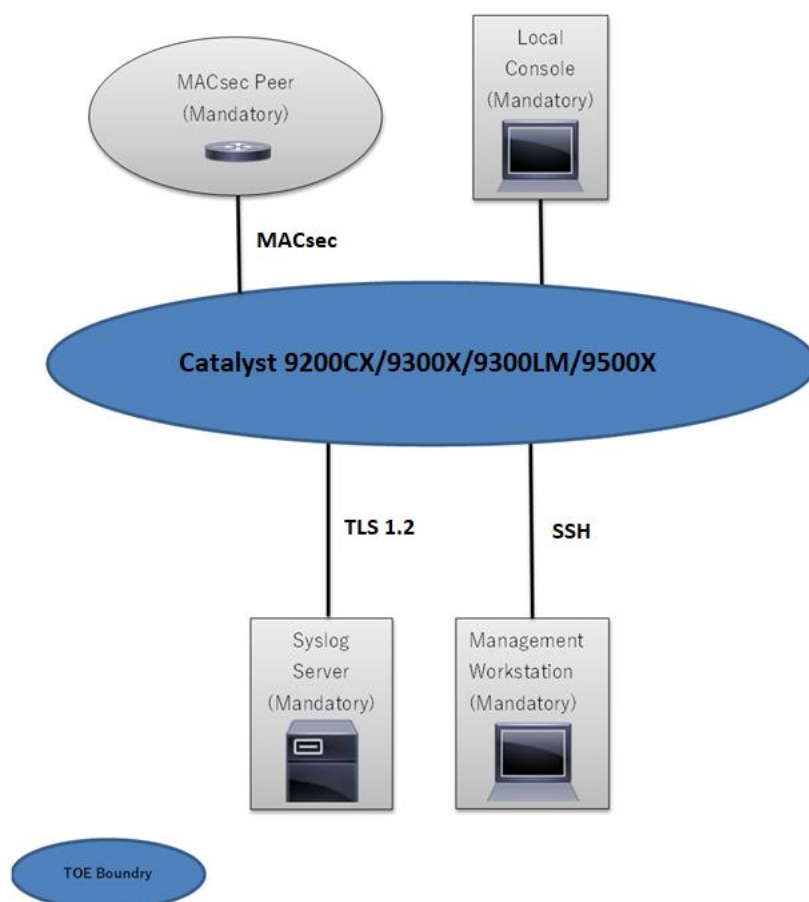 MACsec Peer
(Mandatory)
Local
Console
(Mandatory)
MACsec
Catalyst 9200CX/9300X/9300LM/9500X
TLS 1.2
SSH
Syslog
Server
(Mandatory)
Management
Workstation
(Mandatory)
TOE Boundry